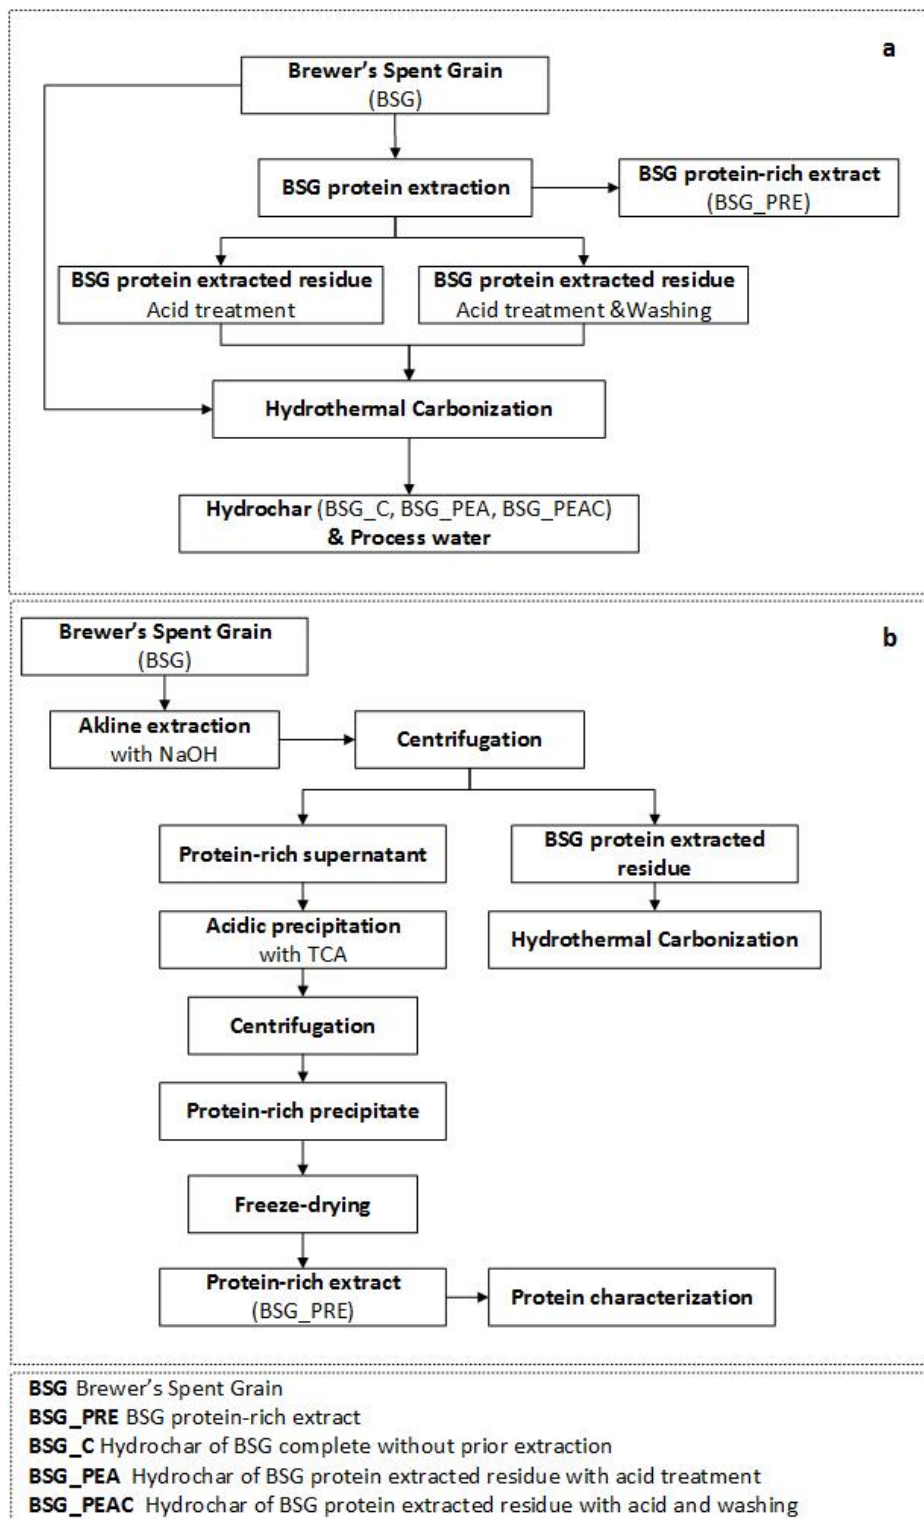 a
Brewer's Spent Grain
(BSG)
BSG protein extraction
BSG protein-rich extract
(BSG_PRE)
BSG protein extracted residue
Acid treatment
BSG protein extracted residue
Acid treatment &Washing
Hydrothermal Carbonization
Hydrochar (BSG_C, BSG_PEA, BSG_PEAC)
& Process water
b
Brewer's Spent Grain
(BSG)
Akline extraction
with NaOH
Centrifugation
Protein-rich supernatant
BSG protein extracted
residue
Acidic precipitation
with TCA
Hydrothermal Carbonization
Centrifugation
Protein-rich precipitate
Freeze-drying
Protein-rich extract
(BSG_PRE)
Protein characterization
BSG Brewer's Spent Grain
BSG_PRE BSG protein-rich extract
BSG_C Hydrochar of BSG complete without prior extraction
BSG_PEA Hydrochar of BSG protein extracted residue with acid treatment
BSG_PEAC Hydrochar of BSG protein extracted residue with acid and washing